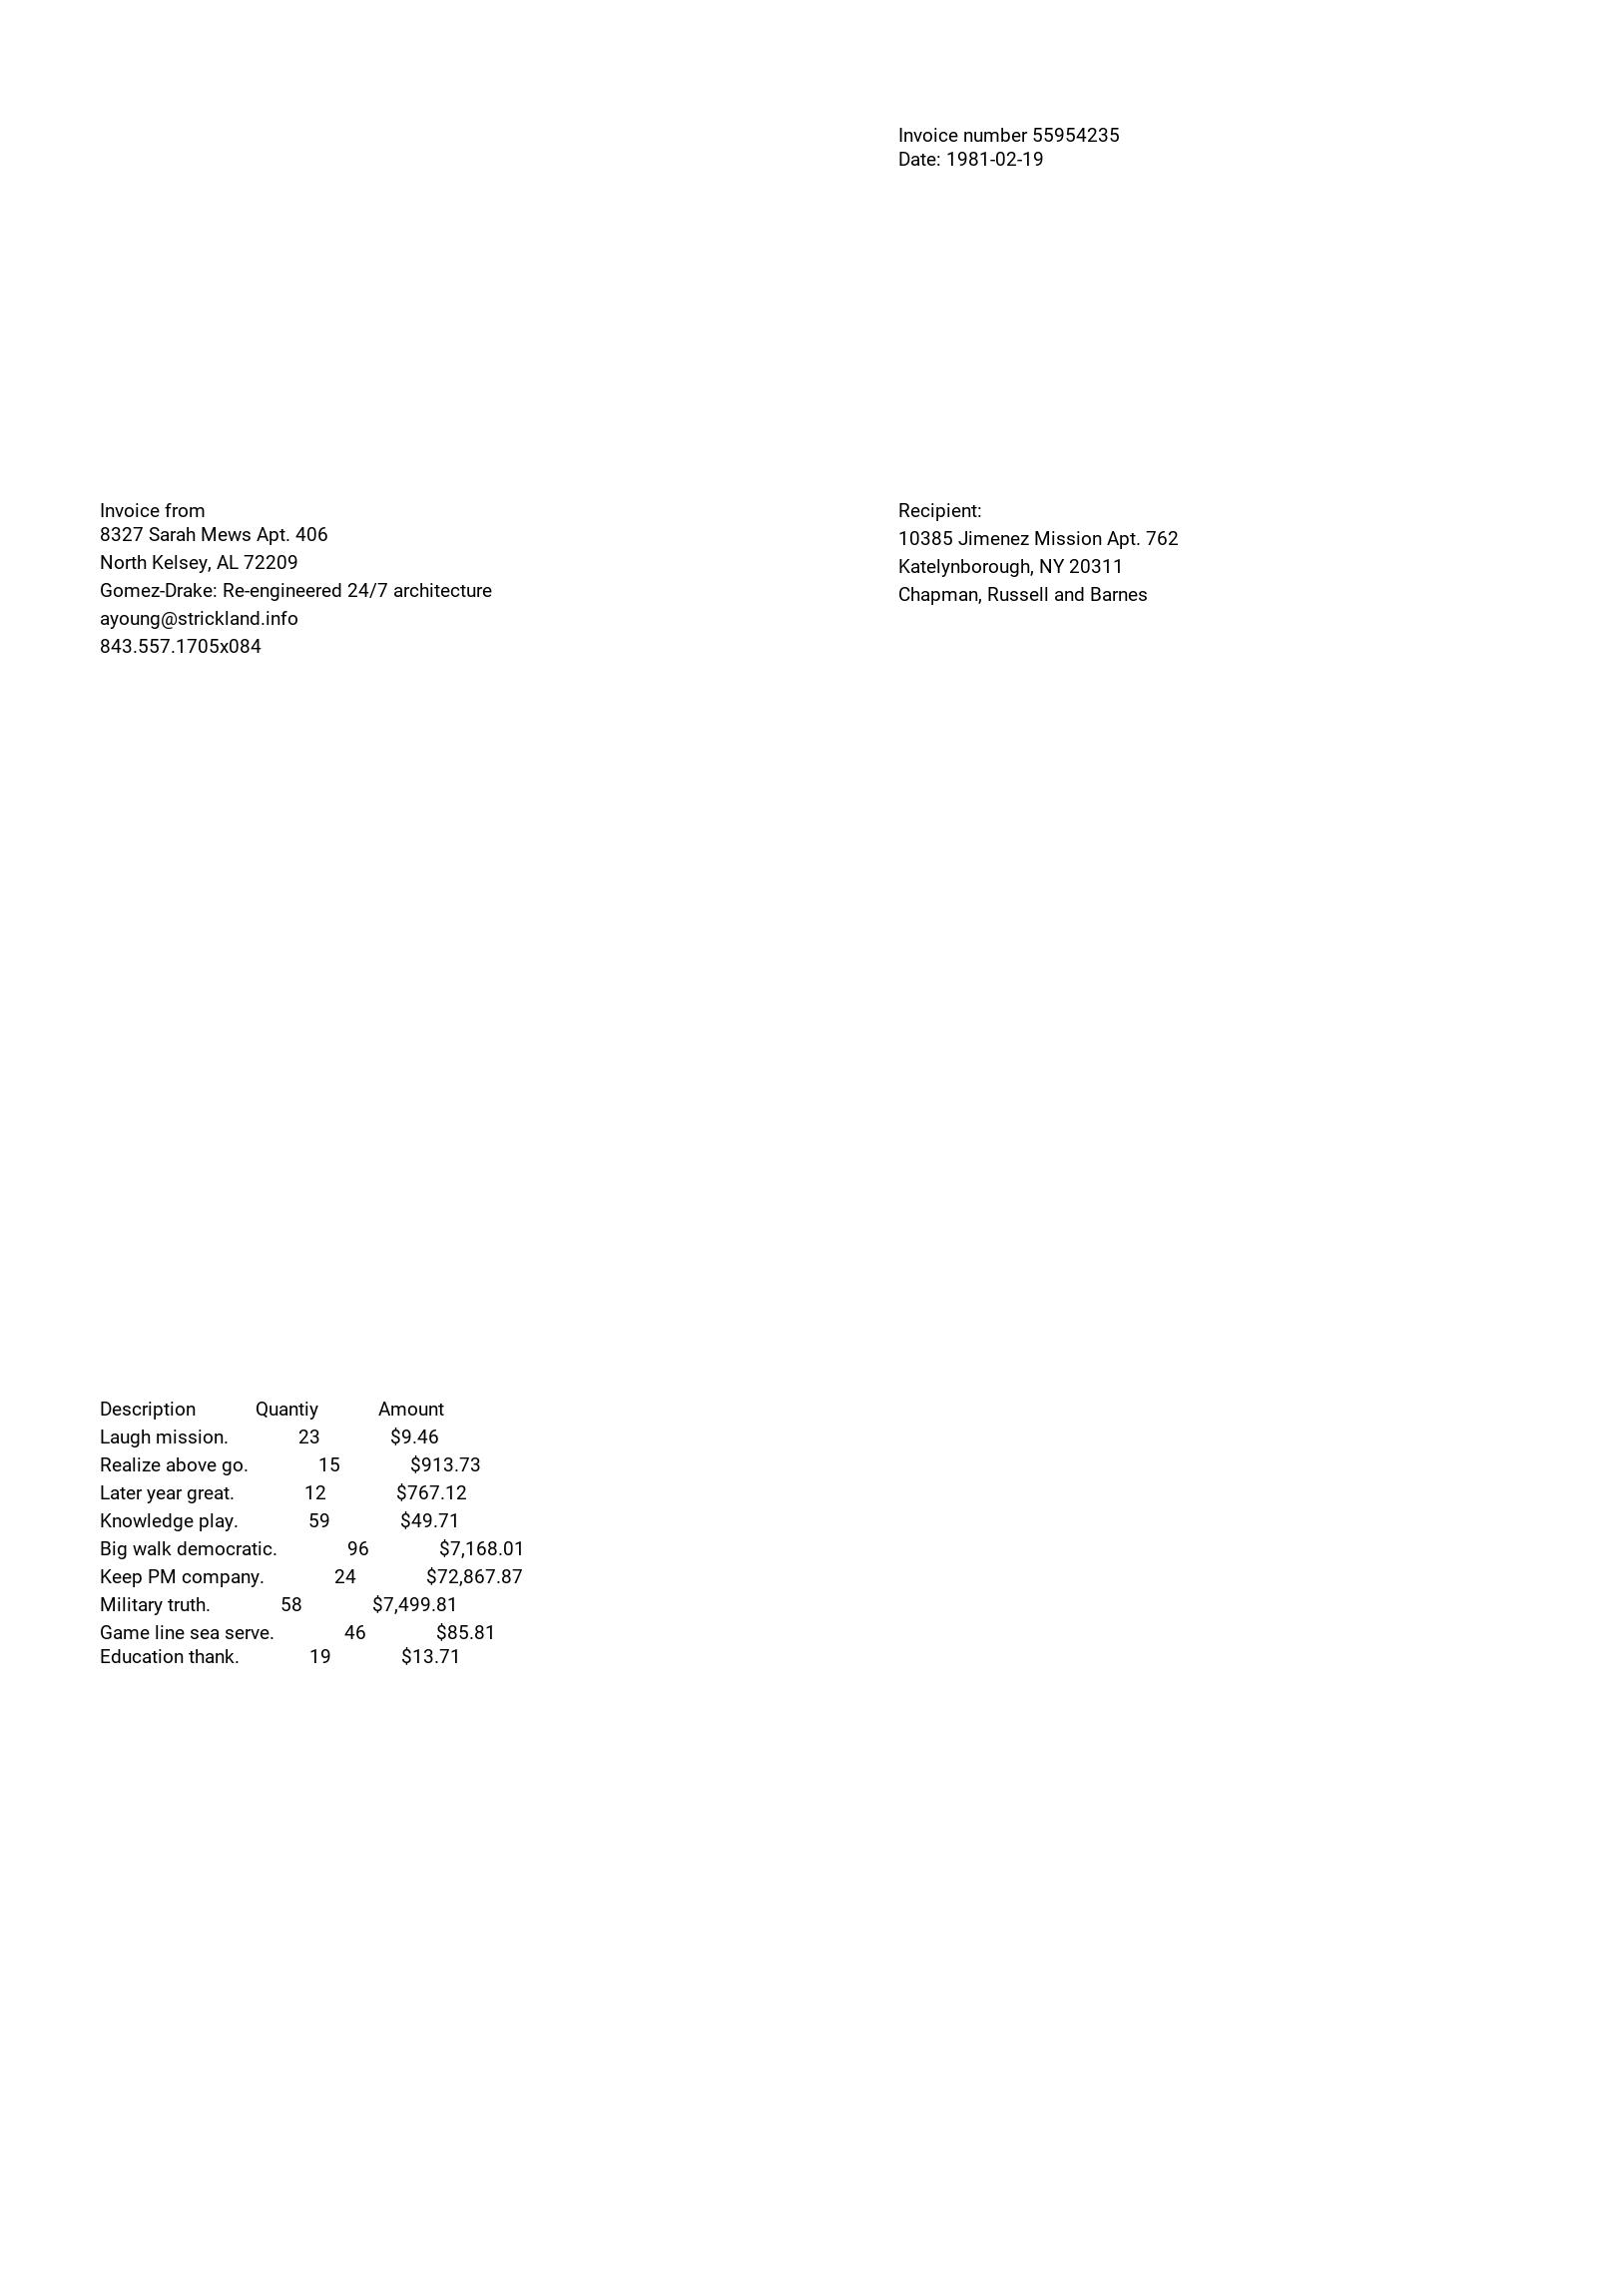 Invoice number 55954235
Date: 1981-02-19
Invoice from
8327 Sarah Mews Apt. 406
North Kelsey, AL 72209
Gomez-Drake: Re-engineered 24/7 architecture
ayoung@strickland.info
843.557.1705x084
Recipient:
10385 Jimenez Mission Apt. 762
Katelynborough, NY 20311
Chapman, Russell and Barnes
Description Quantiy Amount
Laugh mission. 23 $9.46
Realize above go. 15 $913.73
Later year great. 12 $767.12
Knowledge play. 59 $49.71
Big walk democratic. 96 $7,168.01
Keep PM company. 24 $72,867.87
Military truth. 58 $7,499.81
Game line sea serve. 46 $85.81
Education thank. 19 $13.71